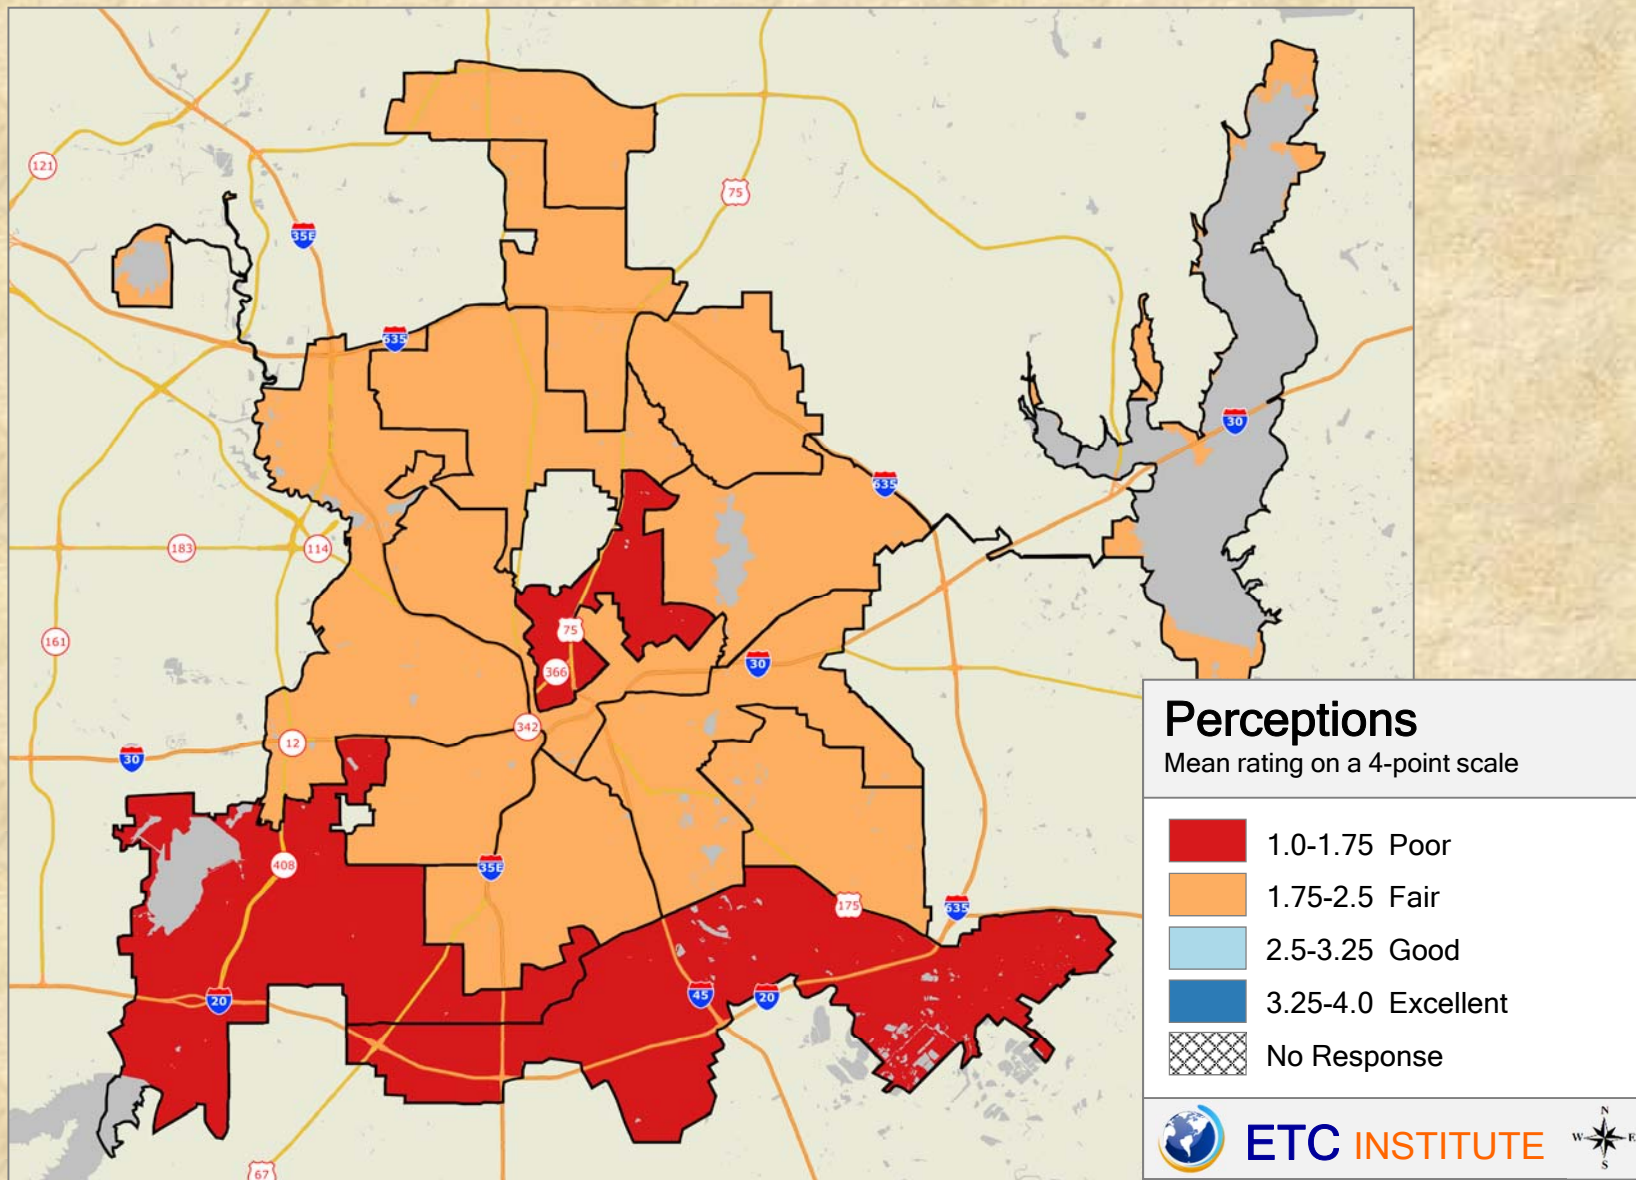 121
75
35E
635
30
635
183
114
161
75
366
30
342
12
30
408
35E
175
635
20
45
20
67
Perceptions
Mean rating on a 4-point scale
1.0-1.75 Poor
1.75-2.5 Fair
2.5-3.25 Good
3.25-4.0 Excellent
No Response
ETC INSTITUTE
N
W E
S